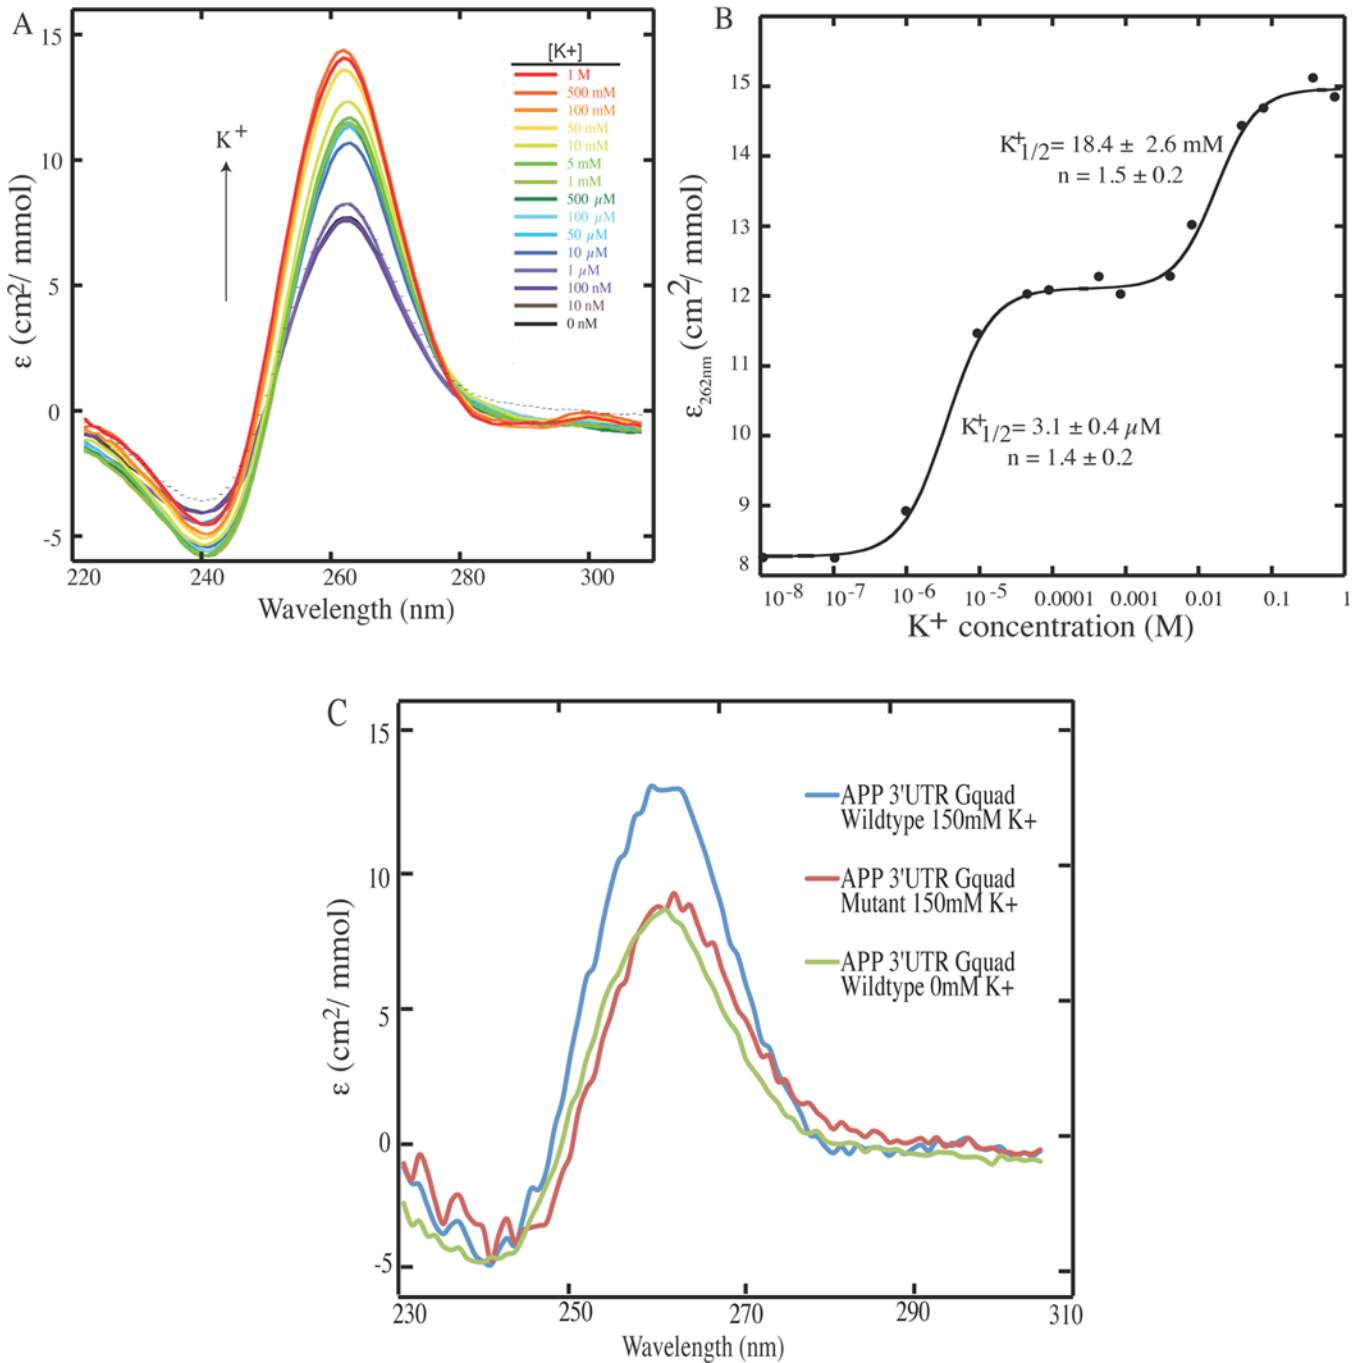 A
15
10
5
0
-5
ε (cm²/ mmol)
K⁺
[K+]
1 M
500 mM
100 mM
50 mM
10 mM
5 mM
1 mM
500 μM
100 μM
50 μM
10 μM
1 μM
100 nM
10 nM
0 nM
220 240 260 280 300
Wavelength (nm)
B
15
14
13
12
11
10
9
8
ε262nm (cm²/ mmol)
K⁺1/2= 18.4 ± 2.6 mM
n = 1.5 ± 0.2
K⁺1/2= 3.1 ± 0.4 μM
n = 1.4 ± 0.2
10⁻⁸ 10⁻⁷ 10⁻⁶ 10⁻⁵ 0.0001 0.001 0.01 0.1 1
K⁺ concentration (M)
C
15
10
5
0
-5
ε (cm²/ mmol)
APP 3'UTR Gquad
Wildtype 150mM K+
APP 3'UTR Gquad
Mutant 150mM K+
APP 3'UTR Gquad
Wildtype 0mM K+
230 250 270 290 310
Wavelength (nm)